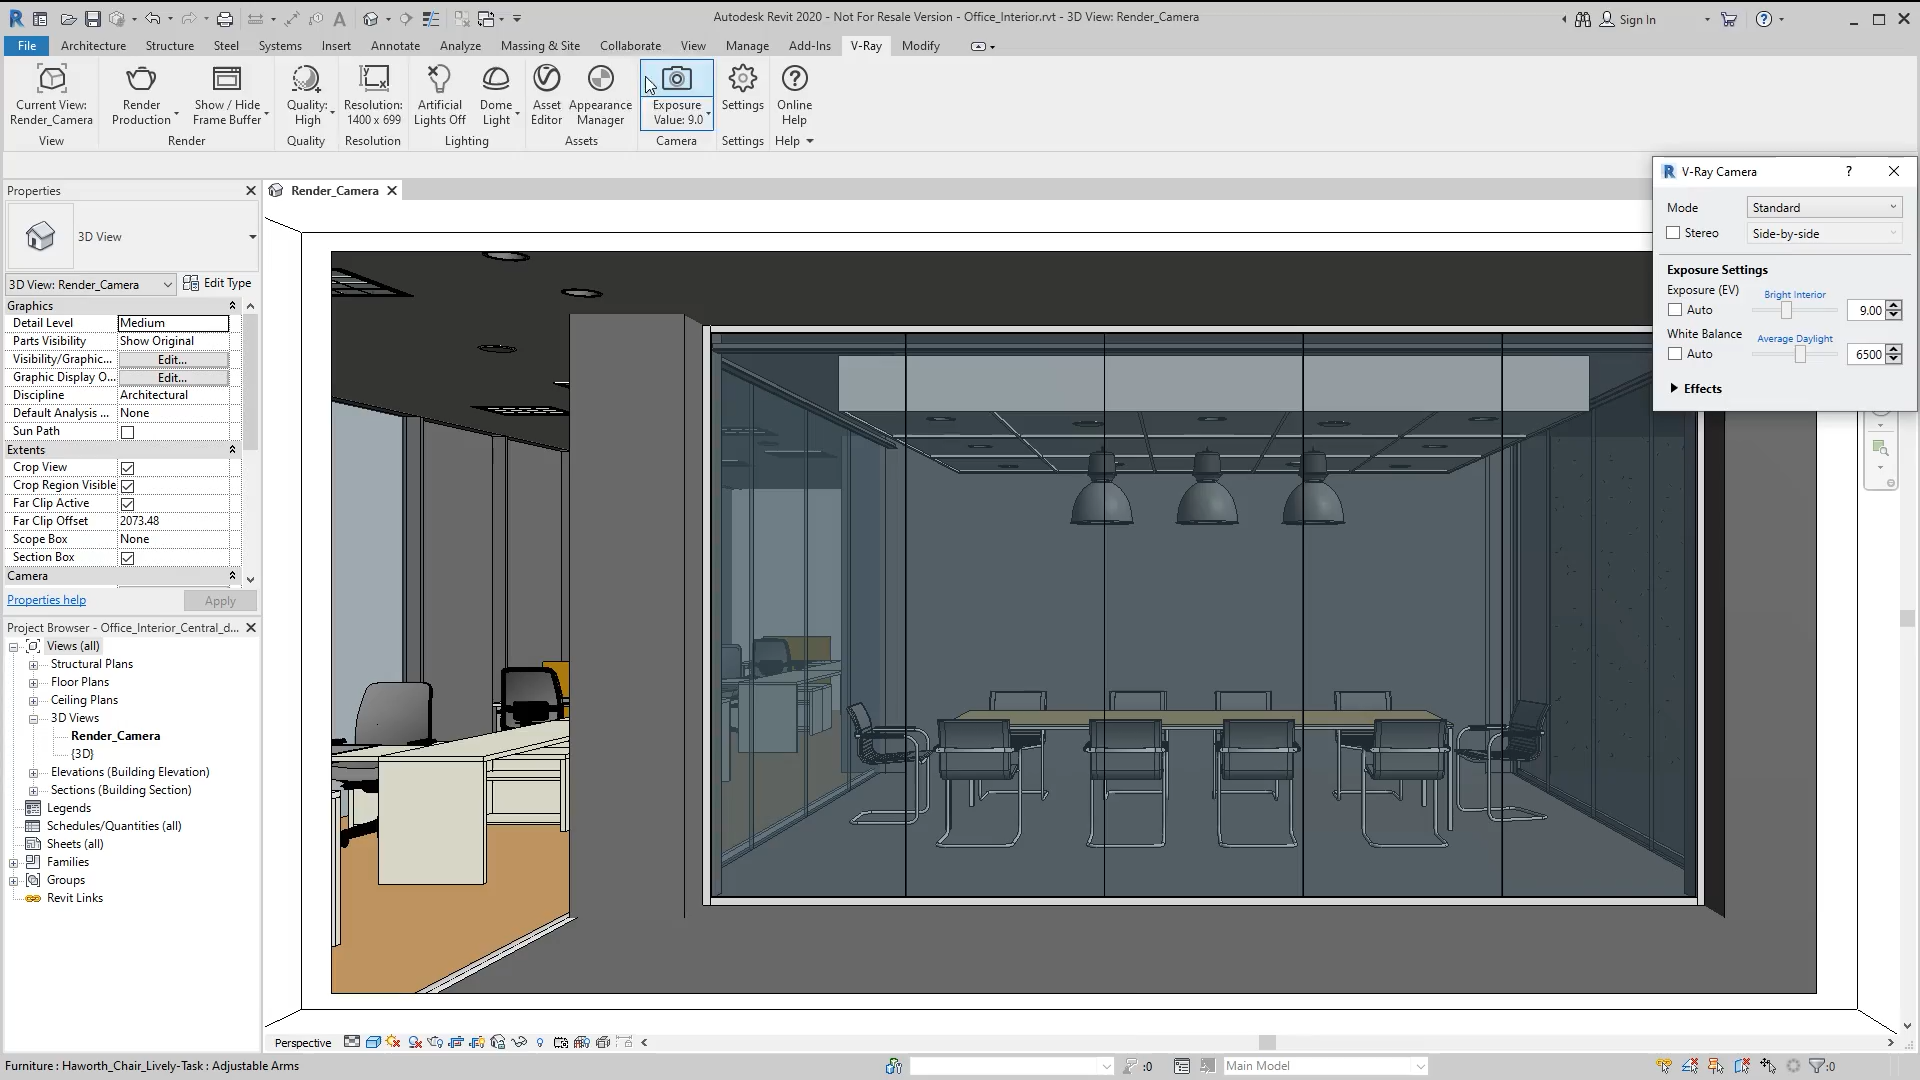 Autodesk Revit 2020 - Not For Resale Version - Office_Interior.rvt - 3D View: Render_Camera
Sign In
File Architecture Structure Steel Systems Insert Annotate Analyze Massing & Site Collaborate View Manage Add-Ins V-Ray Modify
Current View:
Render_Camera
Render
Production
Show / Hide
Frame Buffer
Quality:
High
Resolution:
1400 x 699
Artificial
Lights Off
Dome
Light
Asset
Editor
Appearance
Manager
Exposure
Value: 9.0
Settings
Online
Help
View Render Quality Resolution Lighting Assets Camera Settings Help
Properties
Render_Camera
3D View
3D View: Render_Camera
Edit Type
Graphics
Detail Level Medium
Parts Visibility Show Original
Visibility/Graphic... Edit...
Graphic Display O... Edit...
Discipline Architectural
Default Analysis ... None
Sun Path
Extents
Crop View
Crop Region Visible
Far Clip Active
Far Clip Offset 2073.48
Scope Box None
Section Box
Camera
Properties help
Apply
Project Browser - Office_Interior_Central_d...
Views (all)
Structural Plans
Floor Plans
Ceiling Plans
3D Views
Render_Camera
{3D}
Elevations (Building Elevation)
Sections (Building Section)
Legends
Schedules/Quantities (all)
Sheets (all)
Families
Groups
Revit Links
V-Ray Camera
?
Mode Standard
Stereo Side-by-side
Exposure Settings
Exposure (EV)
Bright Interior
Auto 9.00
White Balance
Average Daylight
Auto 6500
Effects
Perspective
Furniture : Haworth_Chair_Lively-Task : Adjustable Arms
:0
Main Model
:0